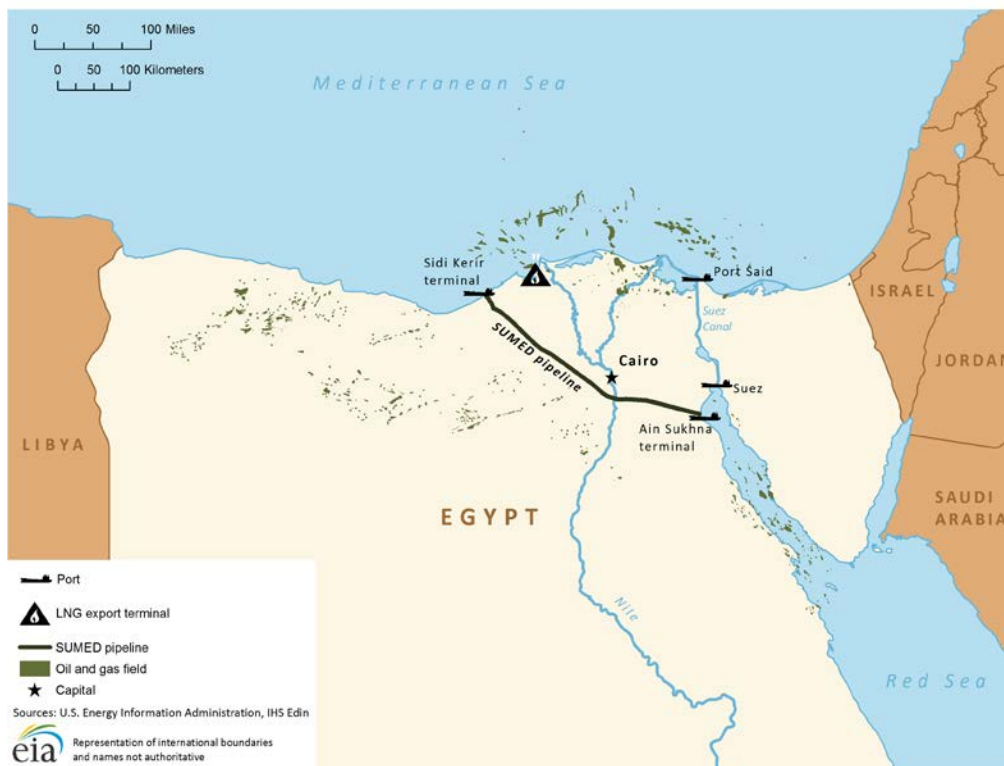 0 50 100 Miles
0 50 100 Kilometers
Mediterranean Sea
Sidi Kerir
terminal
Port Said
Suez
Canal
ISRAEL
SUMED pipeline
Cairo
Suez
JORDAN
Ain Sukhna
terminal
LIBYA
EGYPT
SAUDI
ARABIA
Nile
Red Sea
Port
LNG export terminal
SUMED pipeline
Oil and gas field
Capital
Sources: U.S. Energy Information Administration, IHS Edin
eia
Representation of international boundaries
and names not authoritative